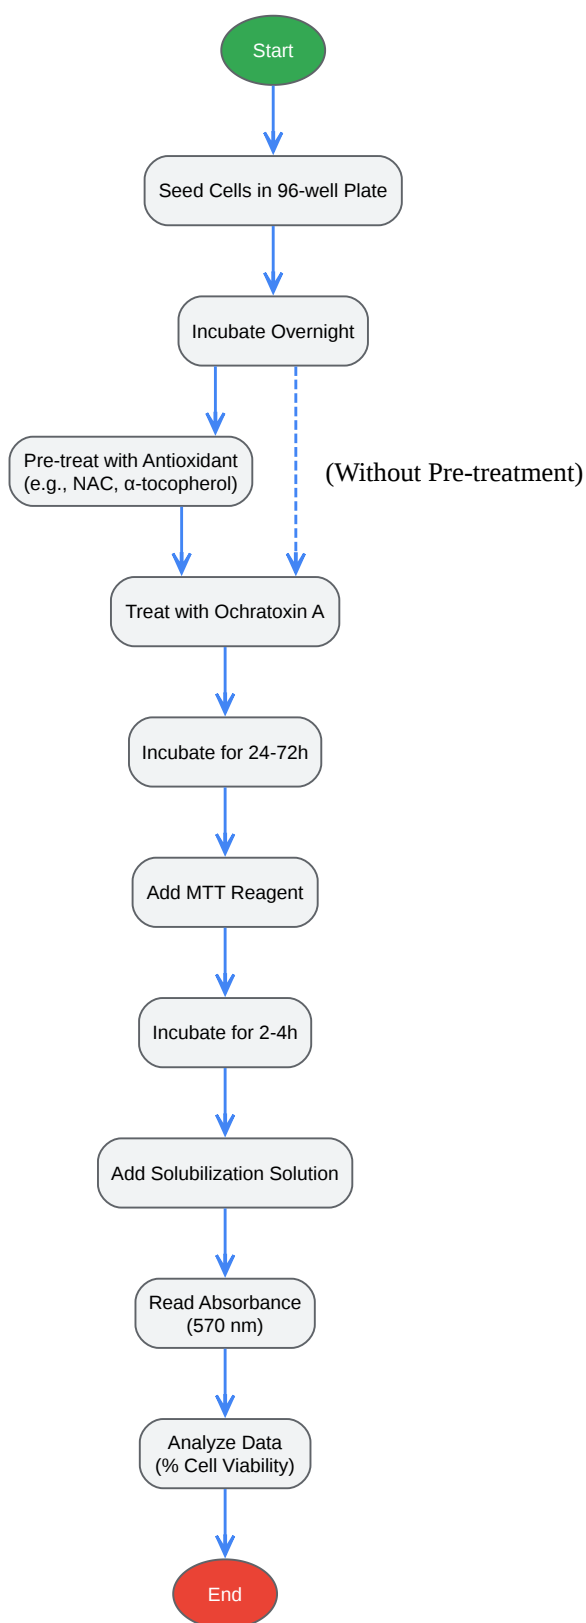 Start
Seed Cells in 96-well Plate
Incubate Overnight
Pre-treat with Antioxidant
(e.g., NAC, α-tocopherol)
(Without Pre-treatment)
Treat with Ochratoxin A
Incubate for 24-72h
Add MTT Reagent
Incubate for 2-4h
Add Solubilization Solution
Read Absorbance
(570 nm)
Analyze Data
(% Cell Viability)
End